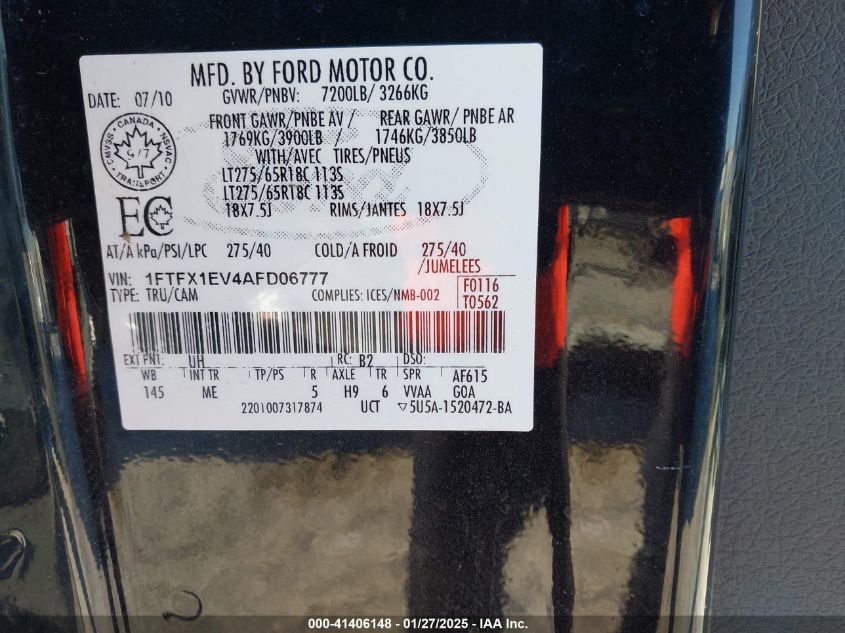 MFD. BY FORD MOTOR CO.
DATE: 07/10
GVWR/PNBV: 7200LB/ 3266KG
FRONT GAWR/PNBE AV / REAR GAWR/ PNBE AR
1769KG/3900LB / 1746KG/3850LB
WITH/AVEC TIRES/PNEUS
LT275/65R18C 113S
LT275/65R18C 113S
18X7.5J RIMS/JANTES 18X7.5J
CANADA
TRANSPORT
NSVAC
EC
AT/A kPa/PSI/LPC 275/40 COLD/A FROID 275/40
/JUMELEES
VIN: 1FTFX1EV4AFD06777
TYPE: TRU/CAM COMPLIES: ICES/NMB-002
F0116
T0562
EXT PNT: UH RC: B2 DSO:
WB INT TR TP/PS R AXLE TR SPR AF615
145 ME 5 H9 6 VVAA GOA
2201007317874 UCT ▽5U5A-1520472-BA
000-41406148 - 01/27/2025 - IAA Inc.